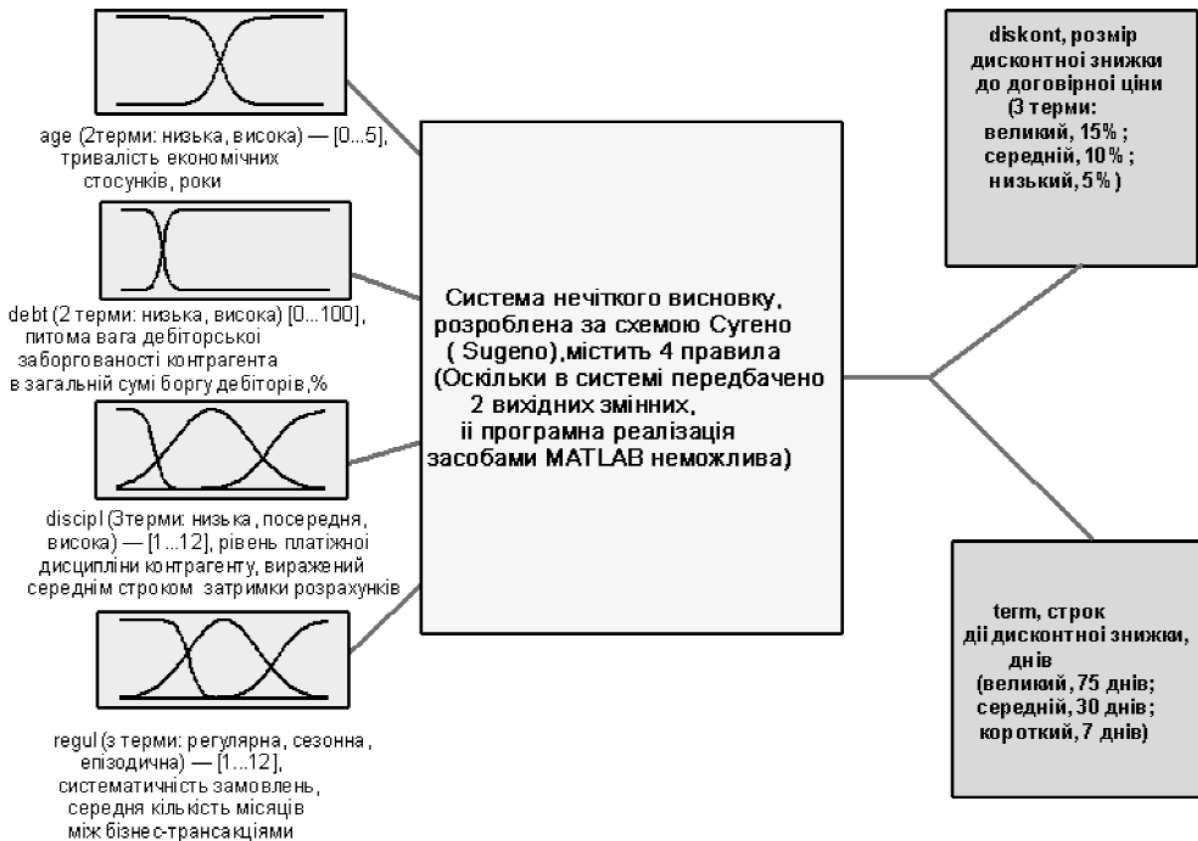 age (2терми: низька, висока) — [0...5],
тривалість економічних
стосунків, роки
debt (2 терми: низька, висока) [0...100],
питома вага дебіторської
заборгованості контрагента
в загальній сумі боргу дебіторів,%
discipl (3терми: низька, посередня,
висока) — [1...12], рівень платіжної
дисципліни контрагенту, виражений
середнім строком затримки розрахунків
regul (з терми: регулярна, сезонна,
епізодична) — [1...12],
систематичність замовлень,
середня кількість місяців
між бізнес-трансакціями
Система нечіткого висновку,
розроблена за схемою Сугено
( Sugeno),містить 4 правила
(Оскільки в системі передбачено
2 вихідних змінних,
іі програмна реалізація
засобами MATLAB неможлива)
diskont, розмір
дисконтної знижки
до договірної ціни
(3 терми:
великий, 15% ;
середній, 10% ;
низький, 5% )
term, строк
діі дисконтноі знижки,
днів
(великий, 75 днів;
середній, 30 днів ;
короткий, 7 днів)